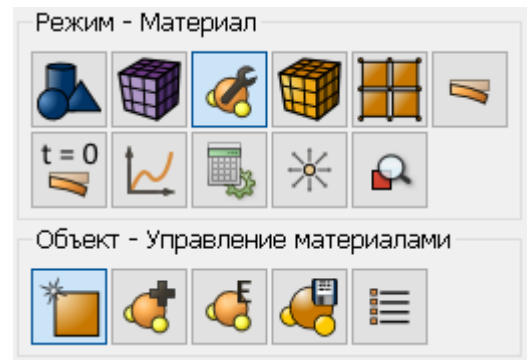 Режим - Материал
t = 0
Объект - Управление материалами
E